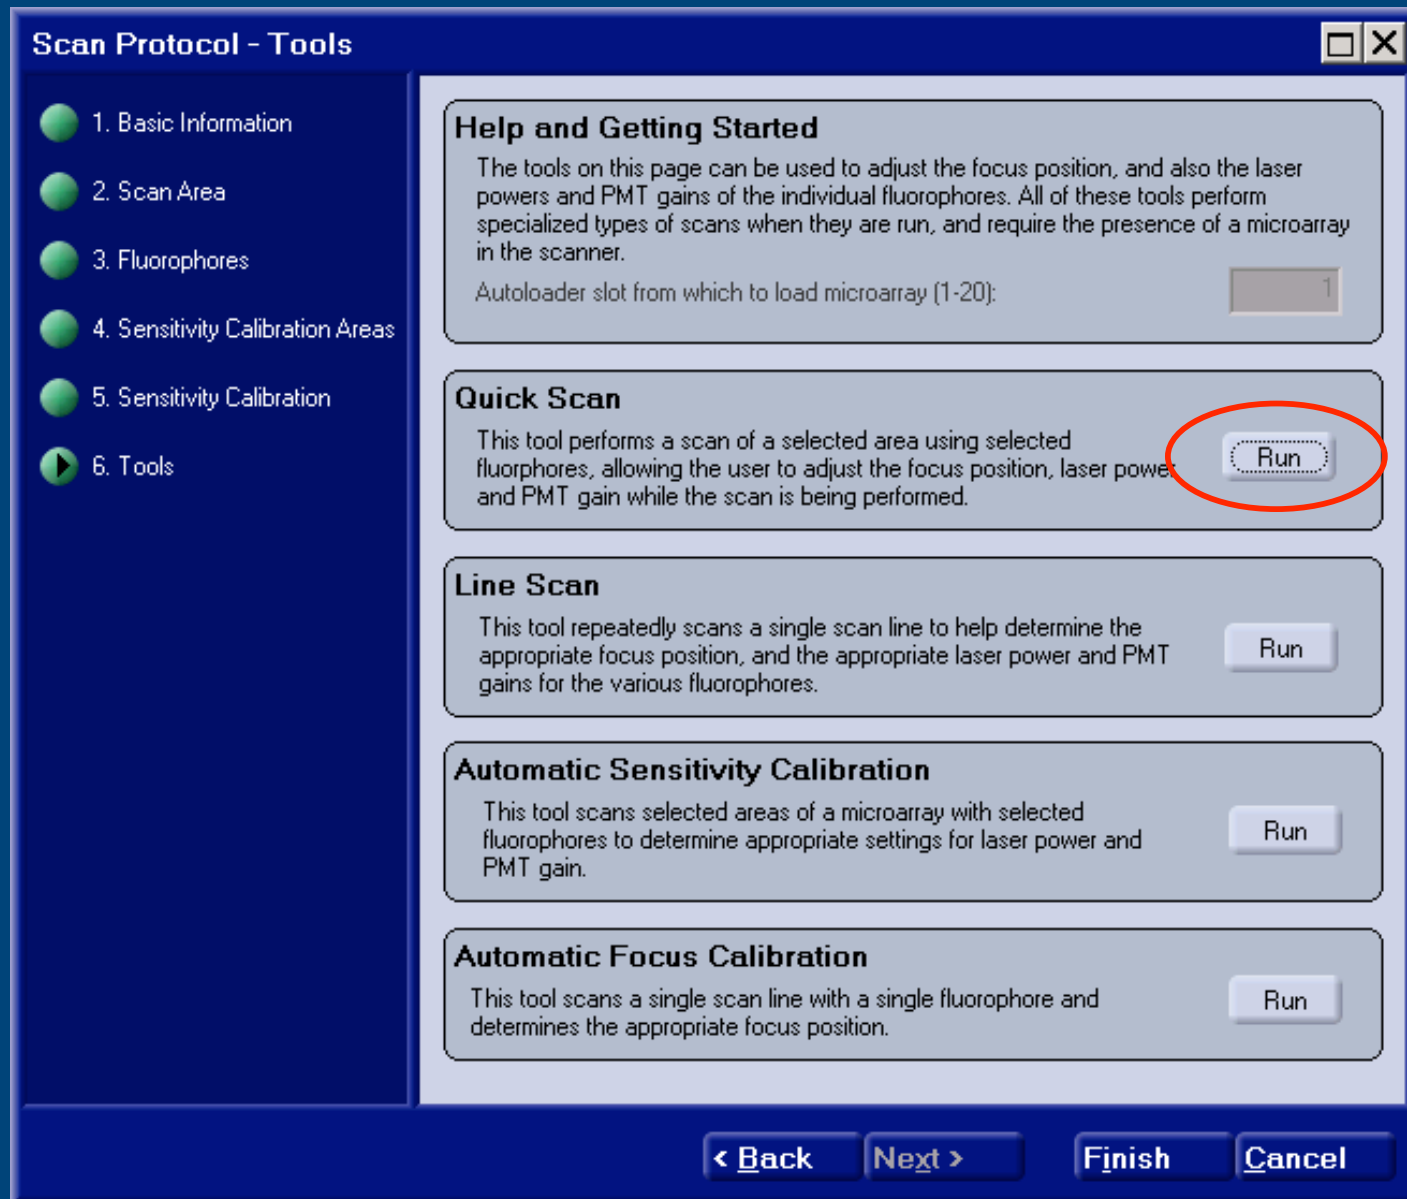 Scan Protocol - Tools
1. Basic Information
2. Scan Area
3. Fluorophores
4. Sensitivity Calibration Areas
5. Sensitivity Calibration
6. Tools
Help and Getting Started
The tools on this page can be used to adjust the focus position, and also the laser
powers and PMT gains of the individual fluorophores. All of these tools perform
specialized types of scans when they are run, and require the presence of a microarray
in the scanner.
Autoloader slot from which to load microarray (1-20):
1
Quick Scan
This tool performs a scan of a selected area using selected
fluorphores, allowing the user to adjust the focus position, laser power
and PMT gain while the scan is being performed.
Run
Line Scan
This tool repeatedly scans a single scan line to help determine the
appropriate focus position, and the appropriate laser power and PMT
gains for the various fluorophores.
Run
Automatic Sensitivity Calibration
This tool scans selected areas of a microarray with selected
fluorophores to determine appropriate settings for laser power and
PMT gain.
Run
Automatic Focus Calibration
This tool scans a single scan line with a single fluorophore and
determines the appropriate focus position.
Run
< Back Next > Finish Cancel